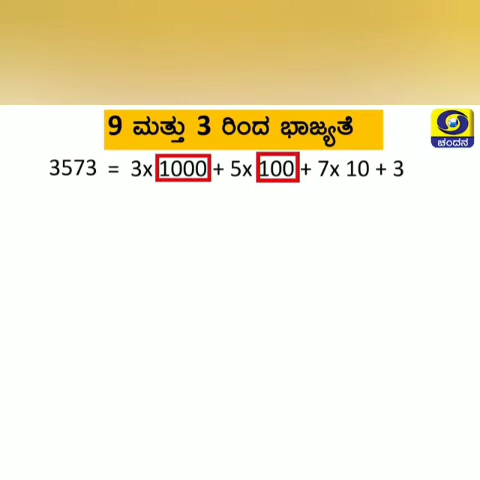 9 ಮತ್ತು 3 ರಿಂದ ಭಾಜ್ಯತೆ
ಚಂದನ
3573 = 3x 1000 + 5x 100 + 7x 10 + 3